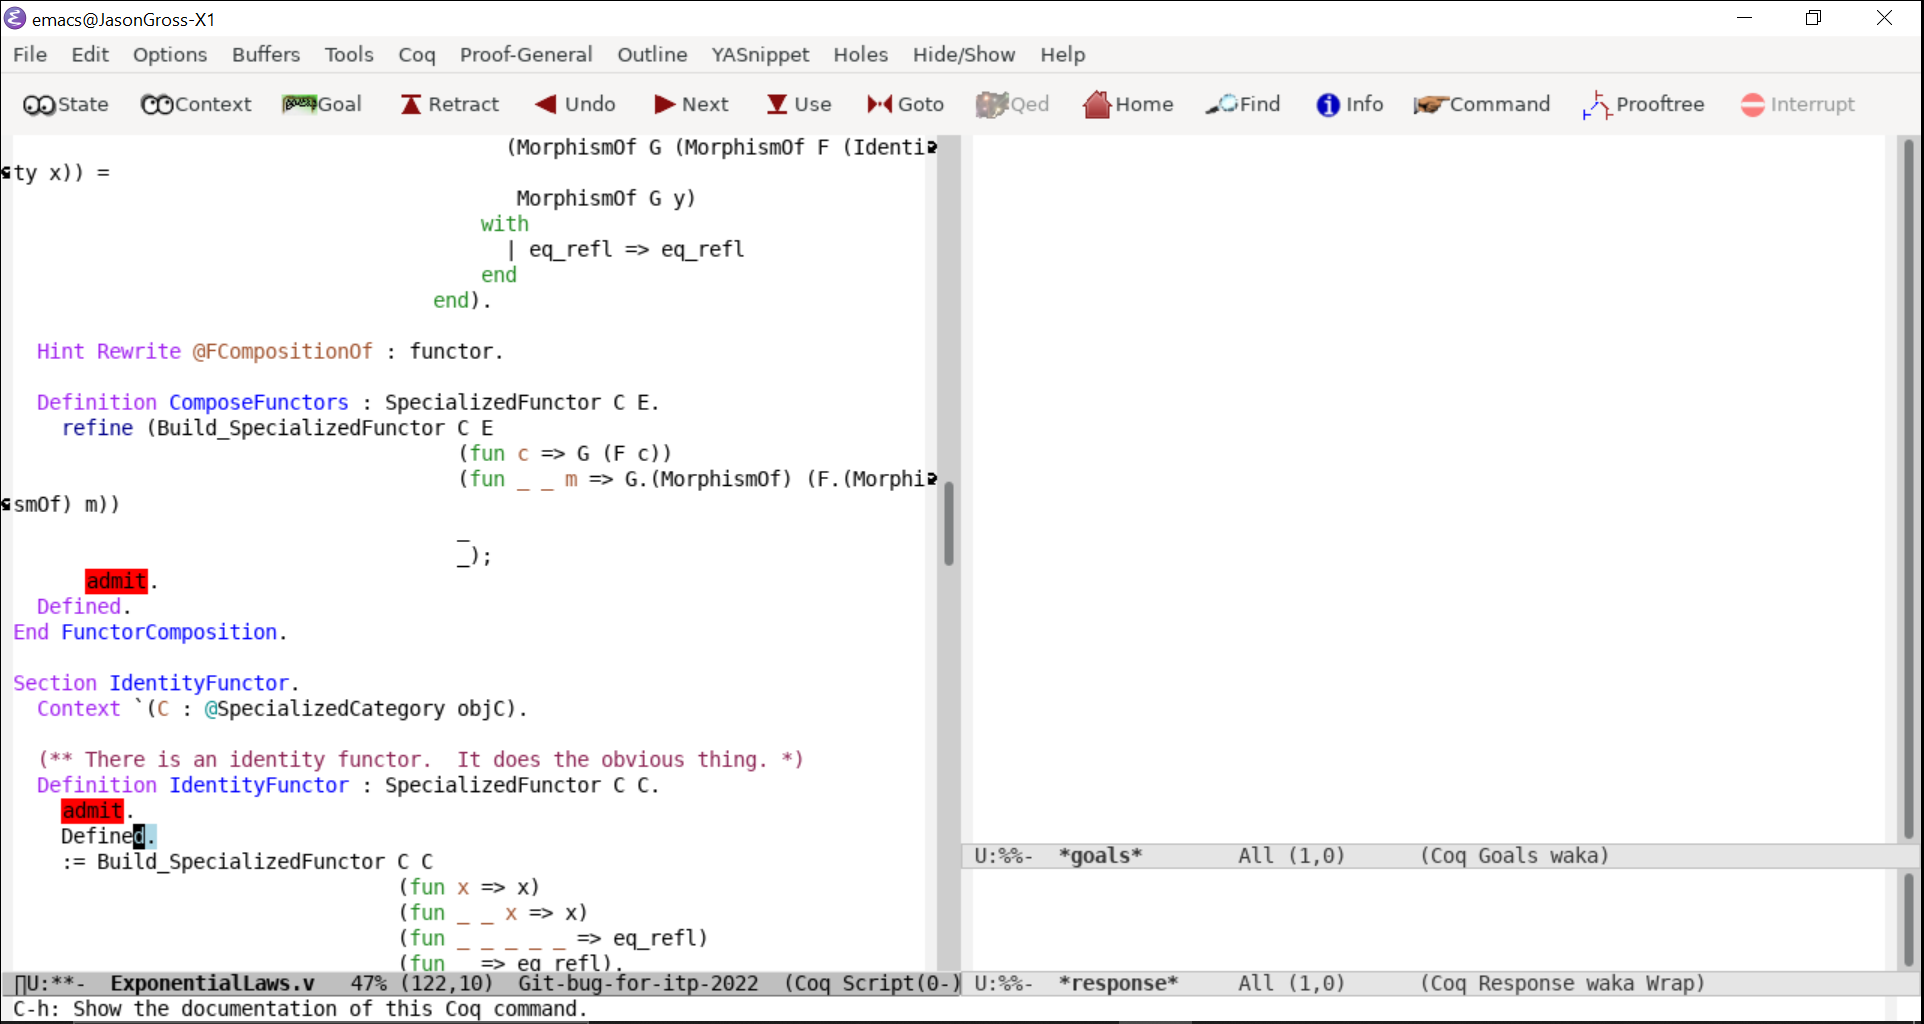 emacs@JasonGross-X1
File Edit Options Buffers Tools Coq Proof-General Outline YASnippet Holes Hide/Show Help
State Context Goal Retract Undo Next Use Goto Qed Home Find Info Command Prooftree Interrupt
(MorphismOf G (MorphismOf F (Identi
ty x)) =
MorphismOf G y)
with
| eq_refl => eq_refl
end
end).
Hint Rewrite @FCompositionOf : functor.
Definition ComposeFunctors : SpecializedFunctor C E.
refine (Build_SpecializedFunctor C E
(fun c => G (F c))
(fun _ _ m => G.(MorphismOf) (F.(Morphi
smOf) m))
_
_);
admit.
Defined.
End FunctorComposition.
Section IdentityFunctor.
Context `(C : @SpecializedCategory objC).
(** There is an identity functor.  It does the obvious thing. *)
Definition IdentityFunctor : SpecializedFunctor C C.
admit.
Defined.
:= Build_SpecializedFunctor C C
(fun x => x)
(fun _ _ x => x)
(fun _ _ _ _ _ => eq_refl)
(fun _ => eq_refl).
U:**-  ExponentialLaws.v   47% (122,10)  Git-bug-for-itp-2022  (Coq Script(0-)
C-h: Show the documentation of this Coq command.
U:%%-  *goals*        All (1,0)      (Coq Goals waka)
U:%%-  *response*     All (1,0)      (Coq Response waka Wrap)